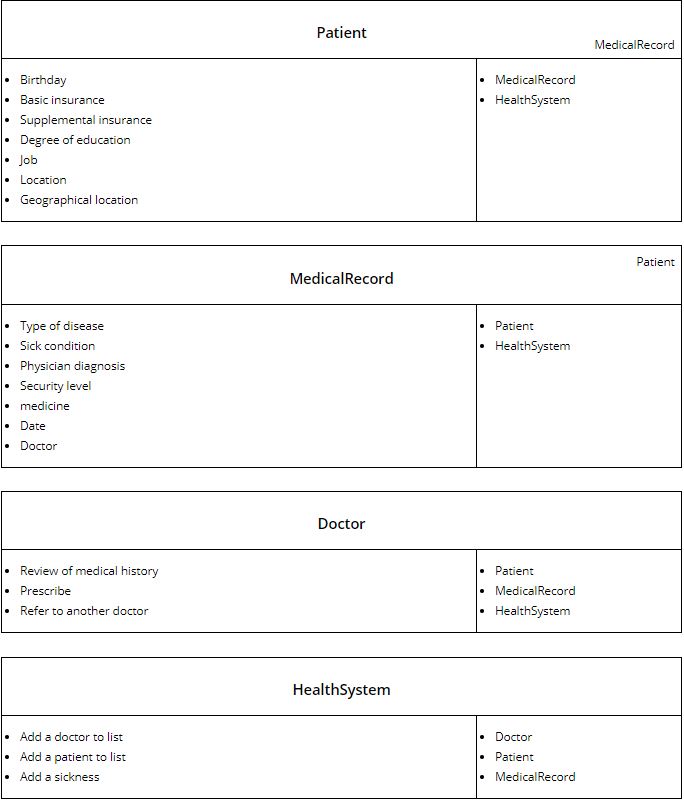 Patient
MedicalRecord
Birthday
Basic insurance
Supplemental insurance
Degree of education
Job
Location
Geographical location
MedicalRecord
HealthSystem
Patient
MedicalRecord
Type of disease
Sick condition
Physician diagnosis
Security level
medicine
Date
Doctor
Patient
HealthSystem
Doctor
Review of medical history
Prescribe
Refer to another doctor
Patient
MedicalRecord
HealthSystem
HealthSystem
Add a doctor to list
Add a patient to list
Add a sickness
Doctor
Patient
MedicalRecord